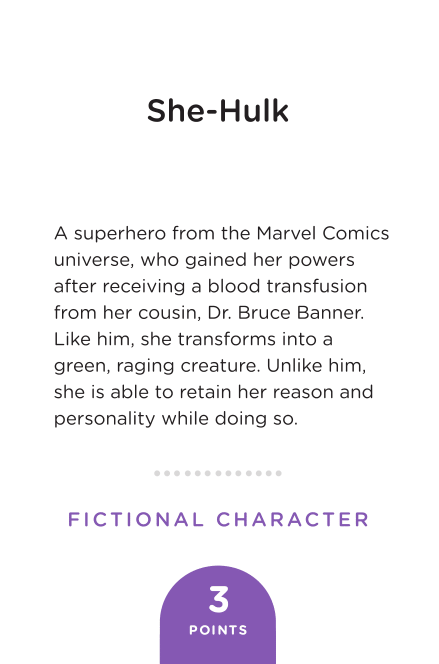 She-Hulk
A superhero from the Marvel Comics
universe, who gained her powers
after receiving a blood transfusion
from her cousin, Dr. Bruce Banner.
Like him, she transforms into a
green, raging creature. Unlike him,
she is able to retain her reason and
personality while doing so.
FICTIONAL CHARACTER
3
POINTS